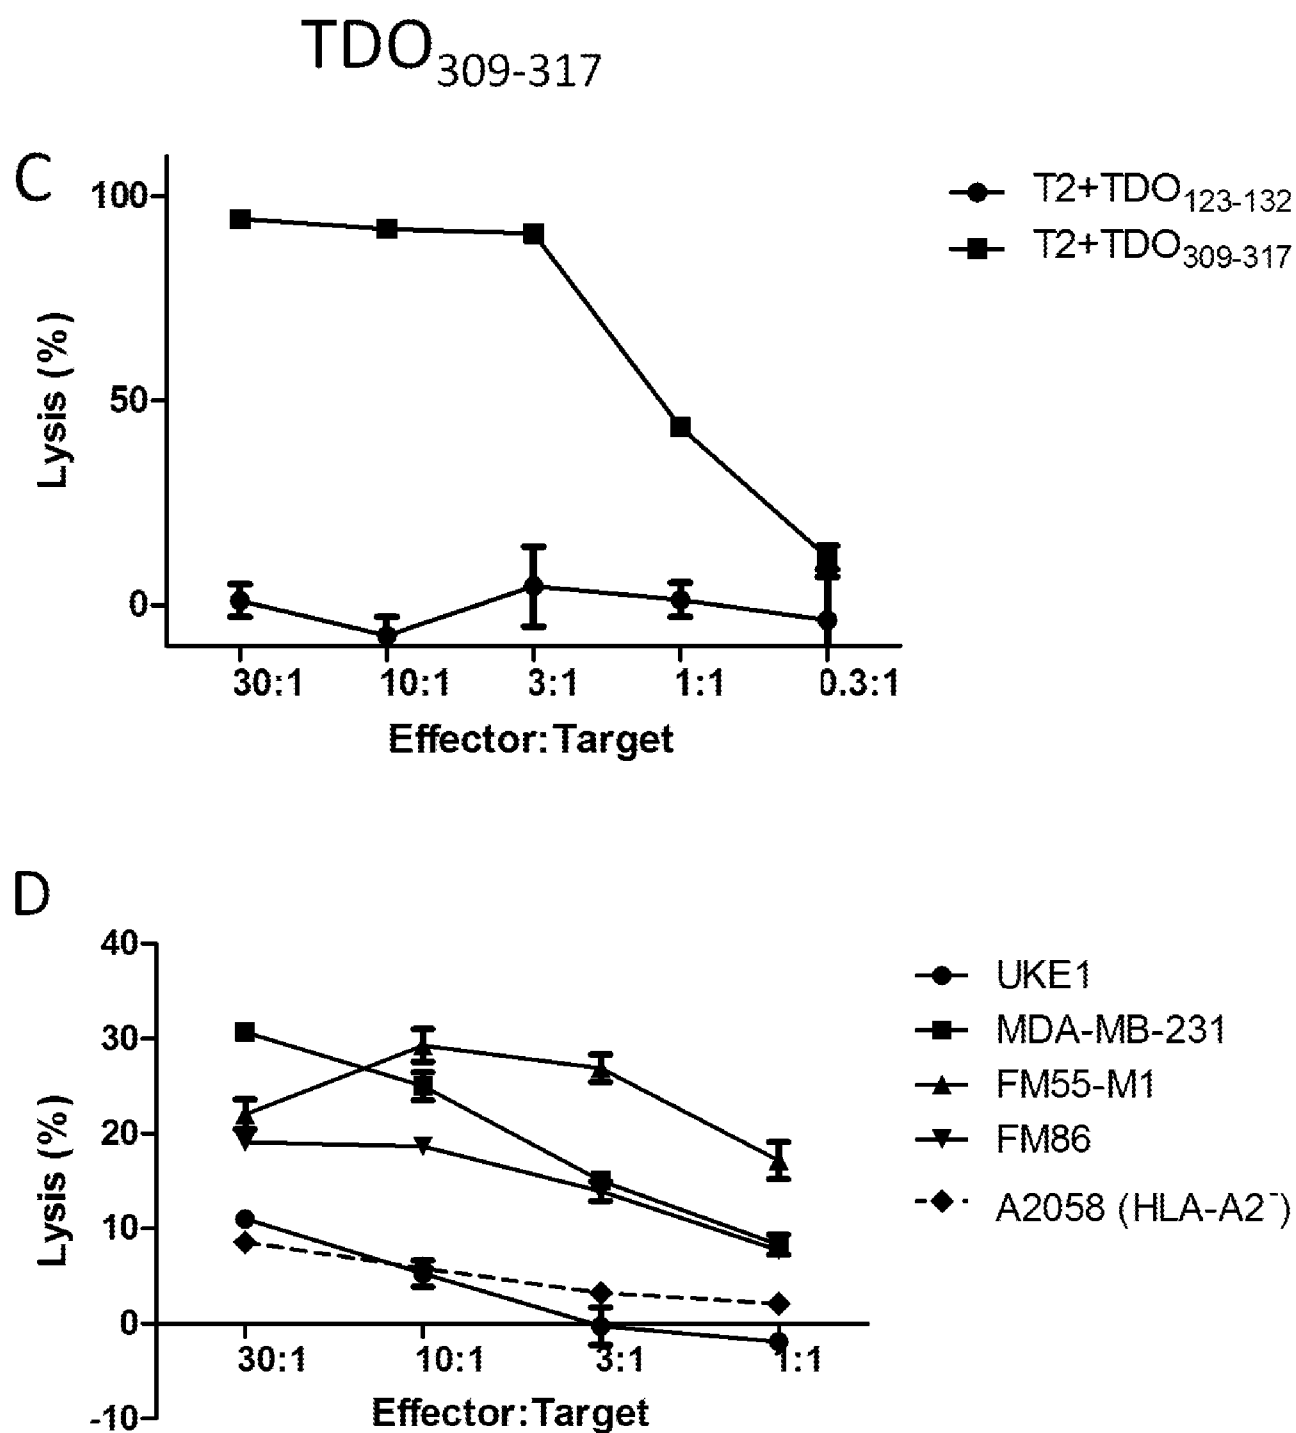 TDO309-317
C
100
50
0
Lysis (%)
30:1 10:1 3:1 1:1 0.3:1
Effector:Target
T2+TDO123-132
T2+TDO309-317
D
40
30
20
10
0
-10
Lysis (%)
30:1 10:1 3:1 1:1
Effector:Target
UKE1
MDA-MB-231
FM55-M1
FM86
A2058 (HLA-A2⁻)